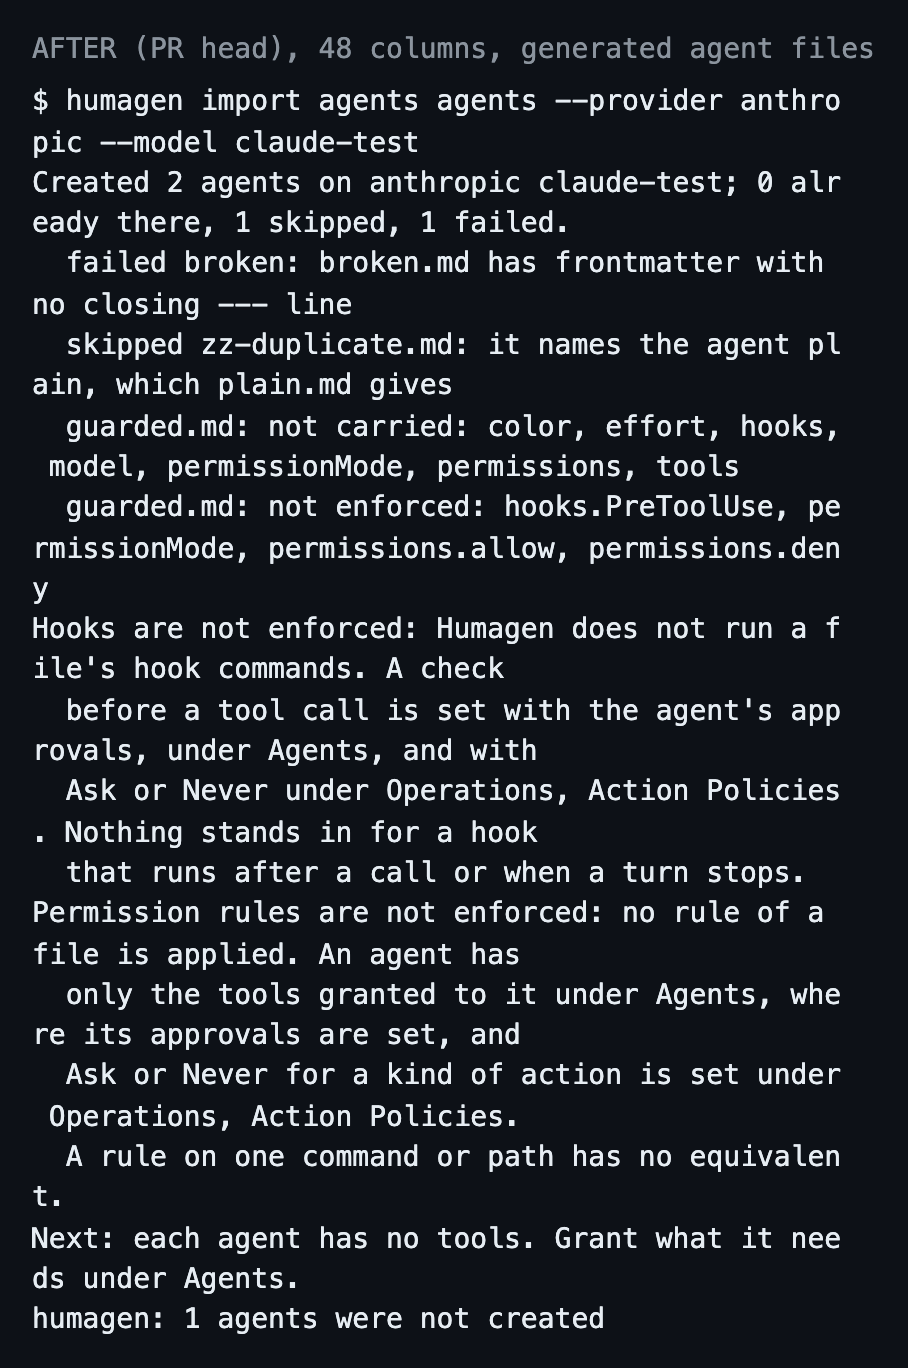 AFTER (PR head), 48 columns, generated agent files
$ humagen import agents agents --provider anthro
pic --model claude-test
Created 2 agents on anthropic claude-test; 0 alr
eady there, 1 skipped, 1 failed.
  failed broken: broken.md has frontmatter with
no closing --- line
  skipped zz-duplicate.md: it names the agent pl
ain, which plain.md gives
  guarded.md: not carried: color, effort, hooks,
 model, permissionMode, permissions, tools
  guarded.md: not enforced: hooks.PreToolUse, pe
rmissionMode, permissions.allow, permissions.den
y
Hooks are not enforced: Humagen does not run a f
ile's hook commands. A check
  before a tool call is set with the agent's app
rovals, under Agents, and with
  Ask or Never under Operations, Action Policies
. Nothing stands in for a hook
  that runs after a call or when a turn stops.
Permission rules are not enforced: no rule of a
file is applied. An agent has
  only the tools granted to it under Agents, whe
re its approvals are set, and
  Ask or Never for a kind of action is set under
 Operations, Action Policies.
  A rule on one command or path has no equivalen
t.
Next: each agent has no tools. Grant what it nee
ds under Agents.
humagen: 1 agents were not created